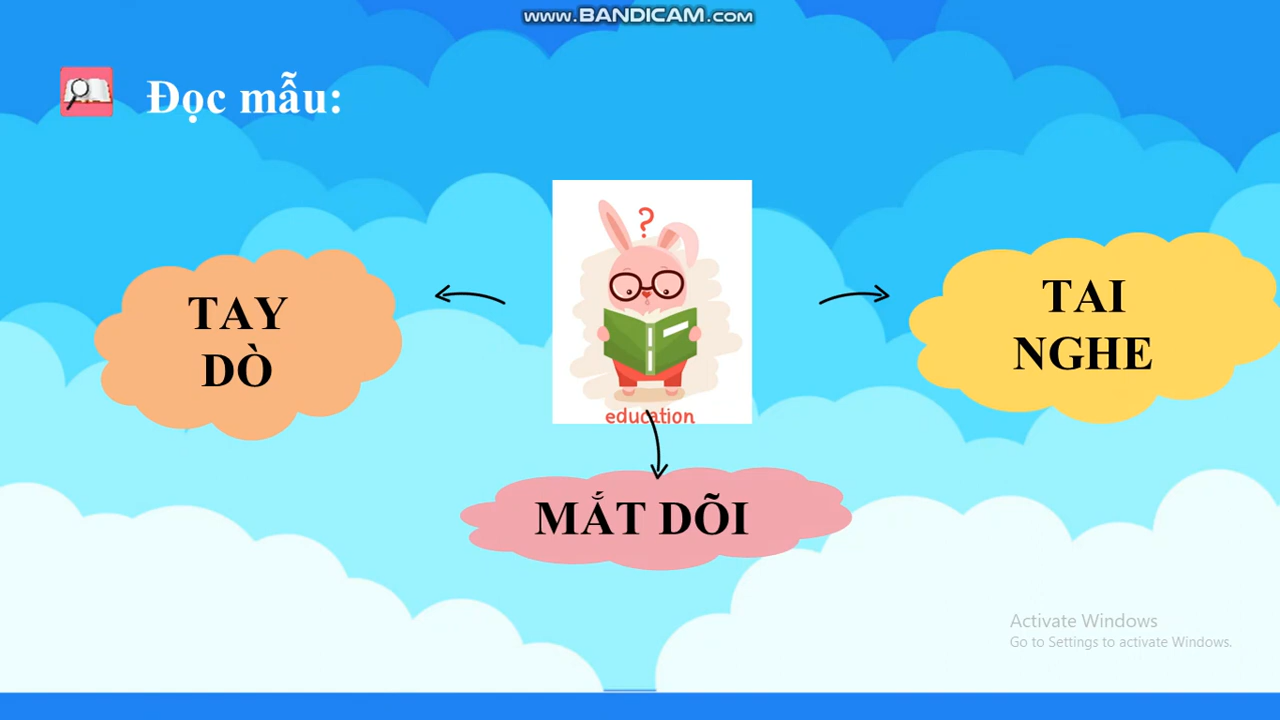 www.BANDICAM.com
Đọc mẫu:
?
TAY
DÒ
TAI
NGHE
education
MẮT DÕI
Activate Windows
Go to Settings to activate Windows.